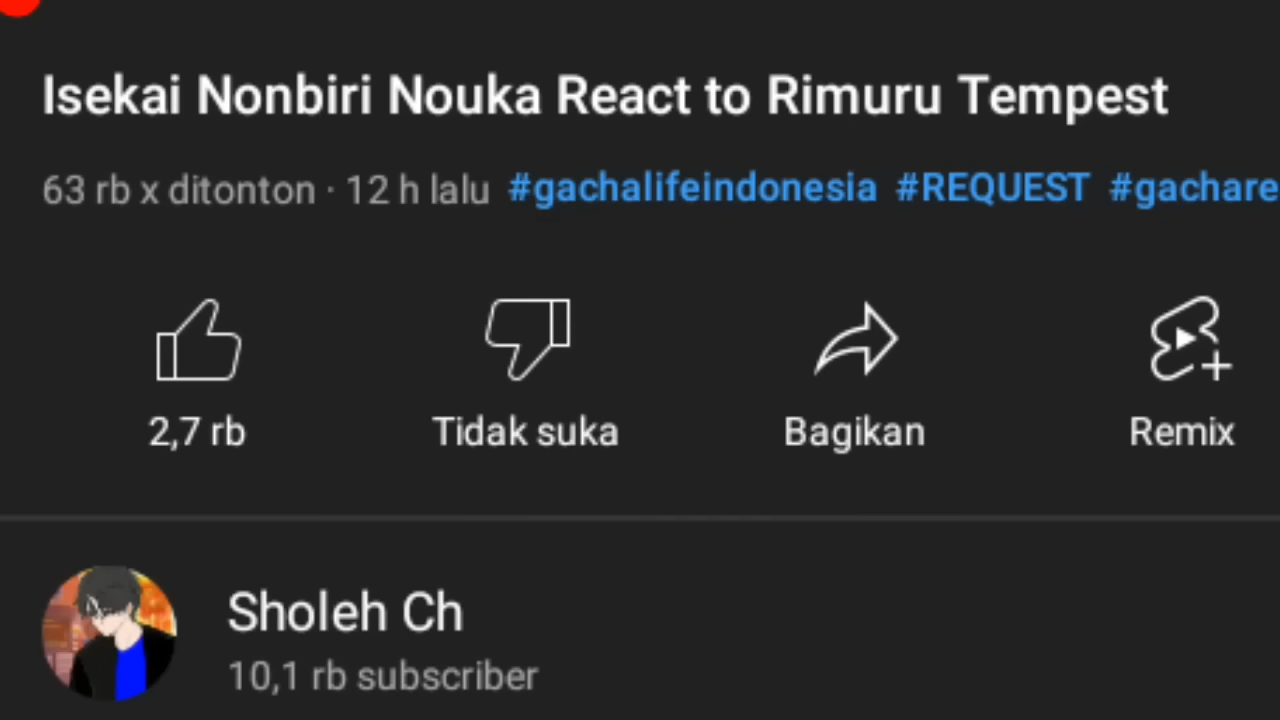 Isekai Nonbiri Nouka React to Rimuru Tempest
63 rb x ditonton · 12 h lalu #gachalifeindonesia #REQUEST #gachare
2,7 rb Tidak suka Bagikan Remix
Sholeh Ch
10,1 rb subscriber